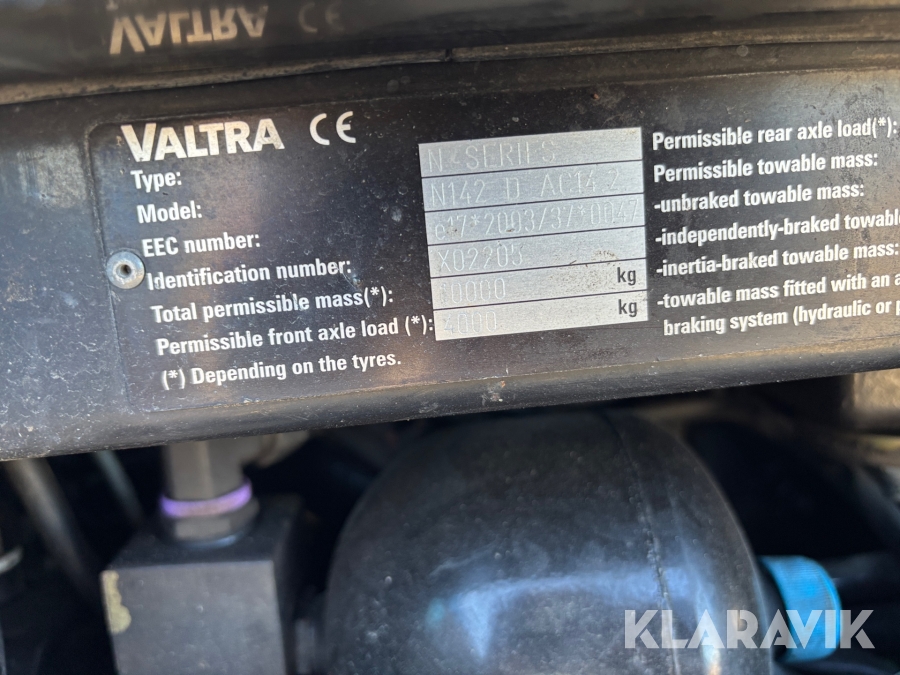 VALTRA CE
VALTRA CE
Type: N-SERIES
Model: N142 D AC14.2
EEC number: e17*2003/37*0047
Identification number: X02205
Total permissible mass(*): kg
Permissible front axle load (*): kg
(*) Depending on the tyres.
Permissible rear axle load(*):
Permissible towable mass:
-unbraked towable mass:
-independently-braked
-inertia-braked towable mass:
-towable mass fitted with an
braking system (hydraulic or
KLARAVIK